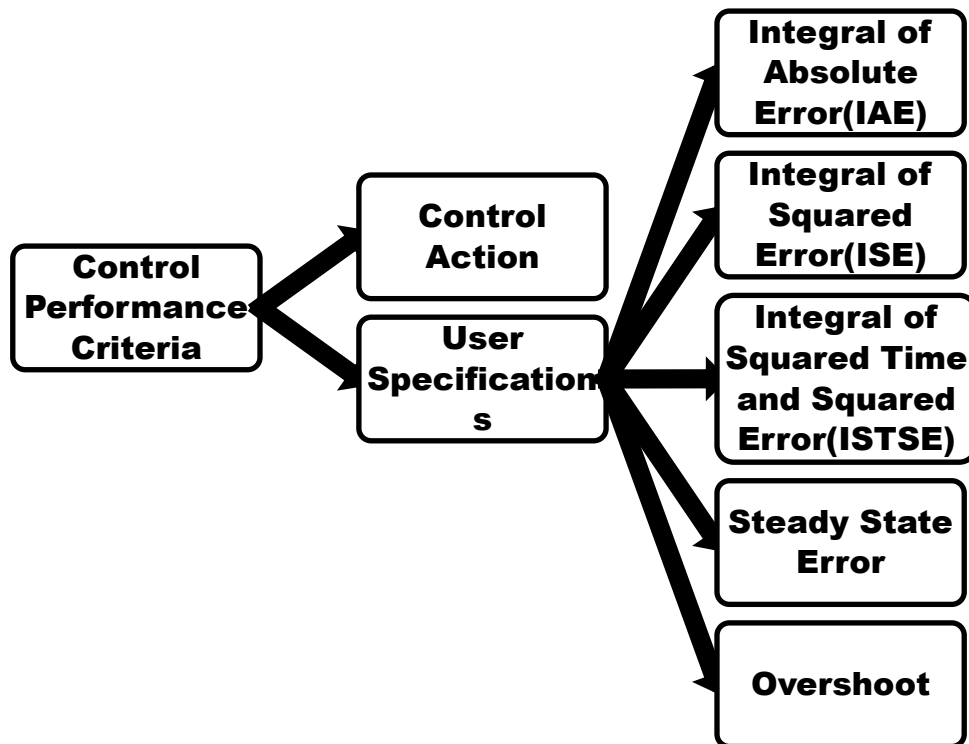 Control
Performance
Criteria
Control
Action
User
Specification
s
Integral of
Absolute
Error(IAE)
Integral of
Squared
Error(ISE)
Integral of
Squared Time
and Squared
Error(ISTSE)
Steady State
Error
Overshoot